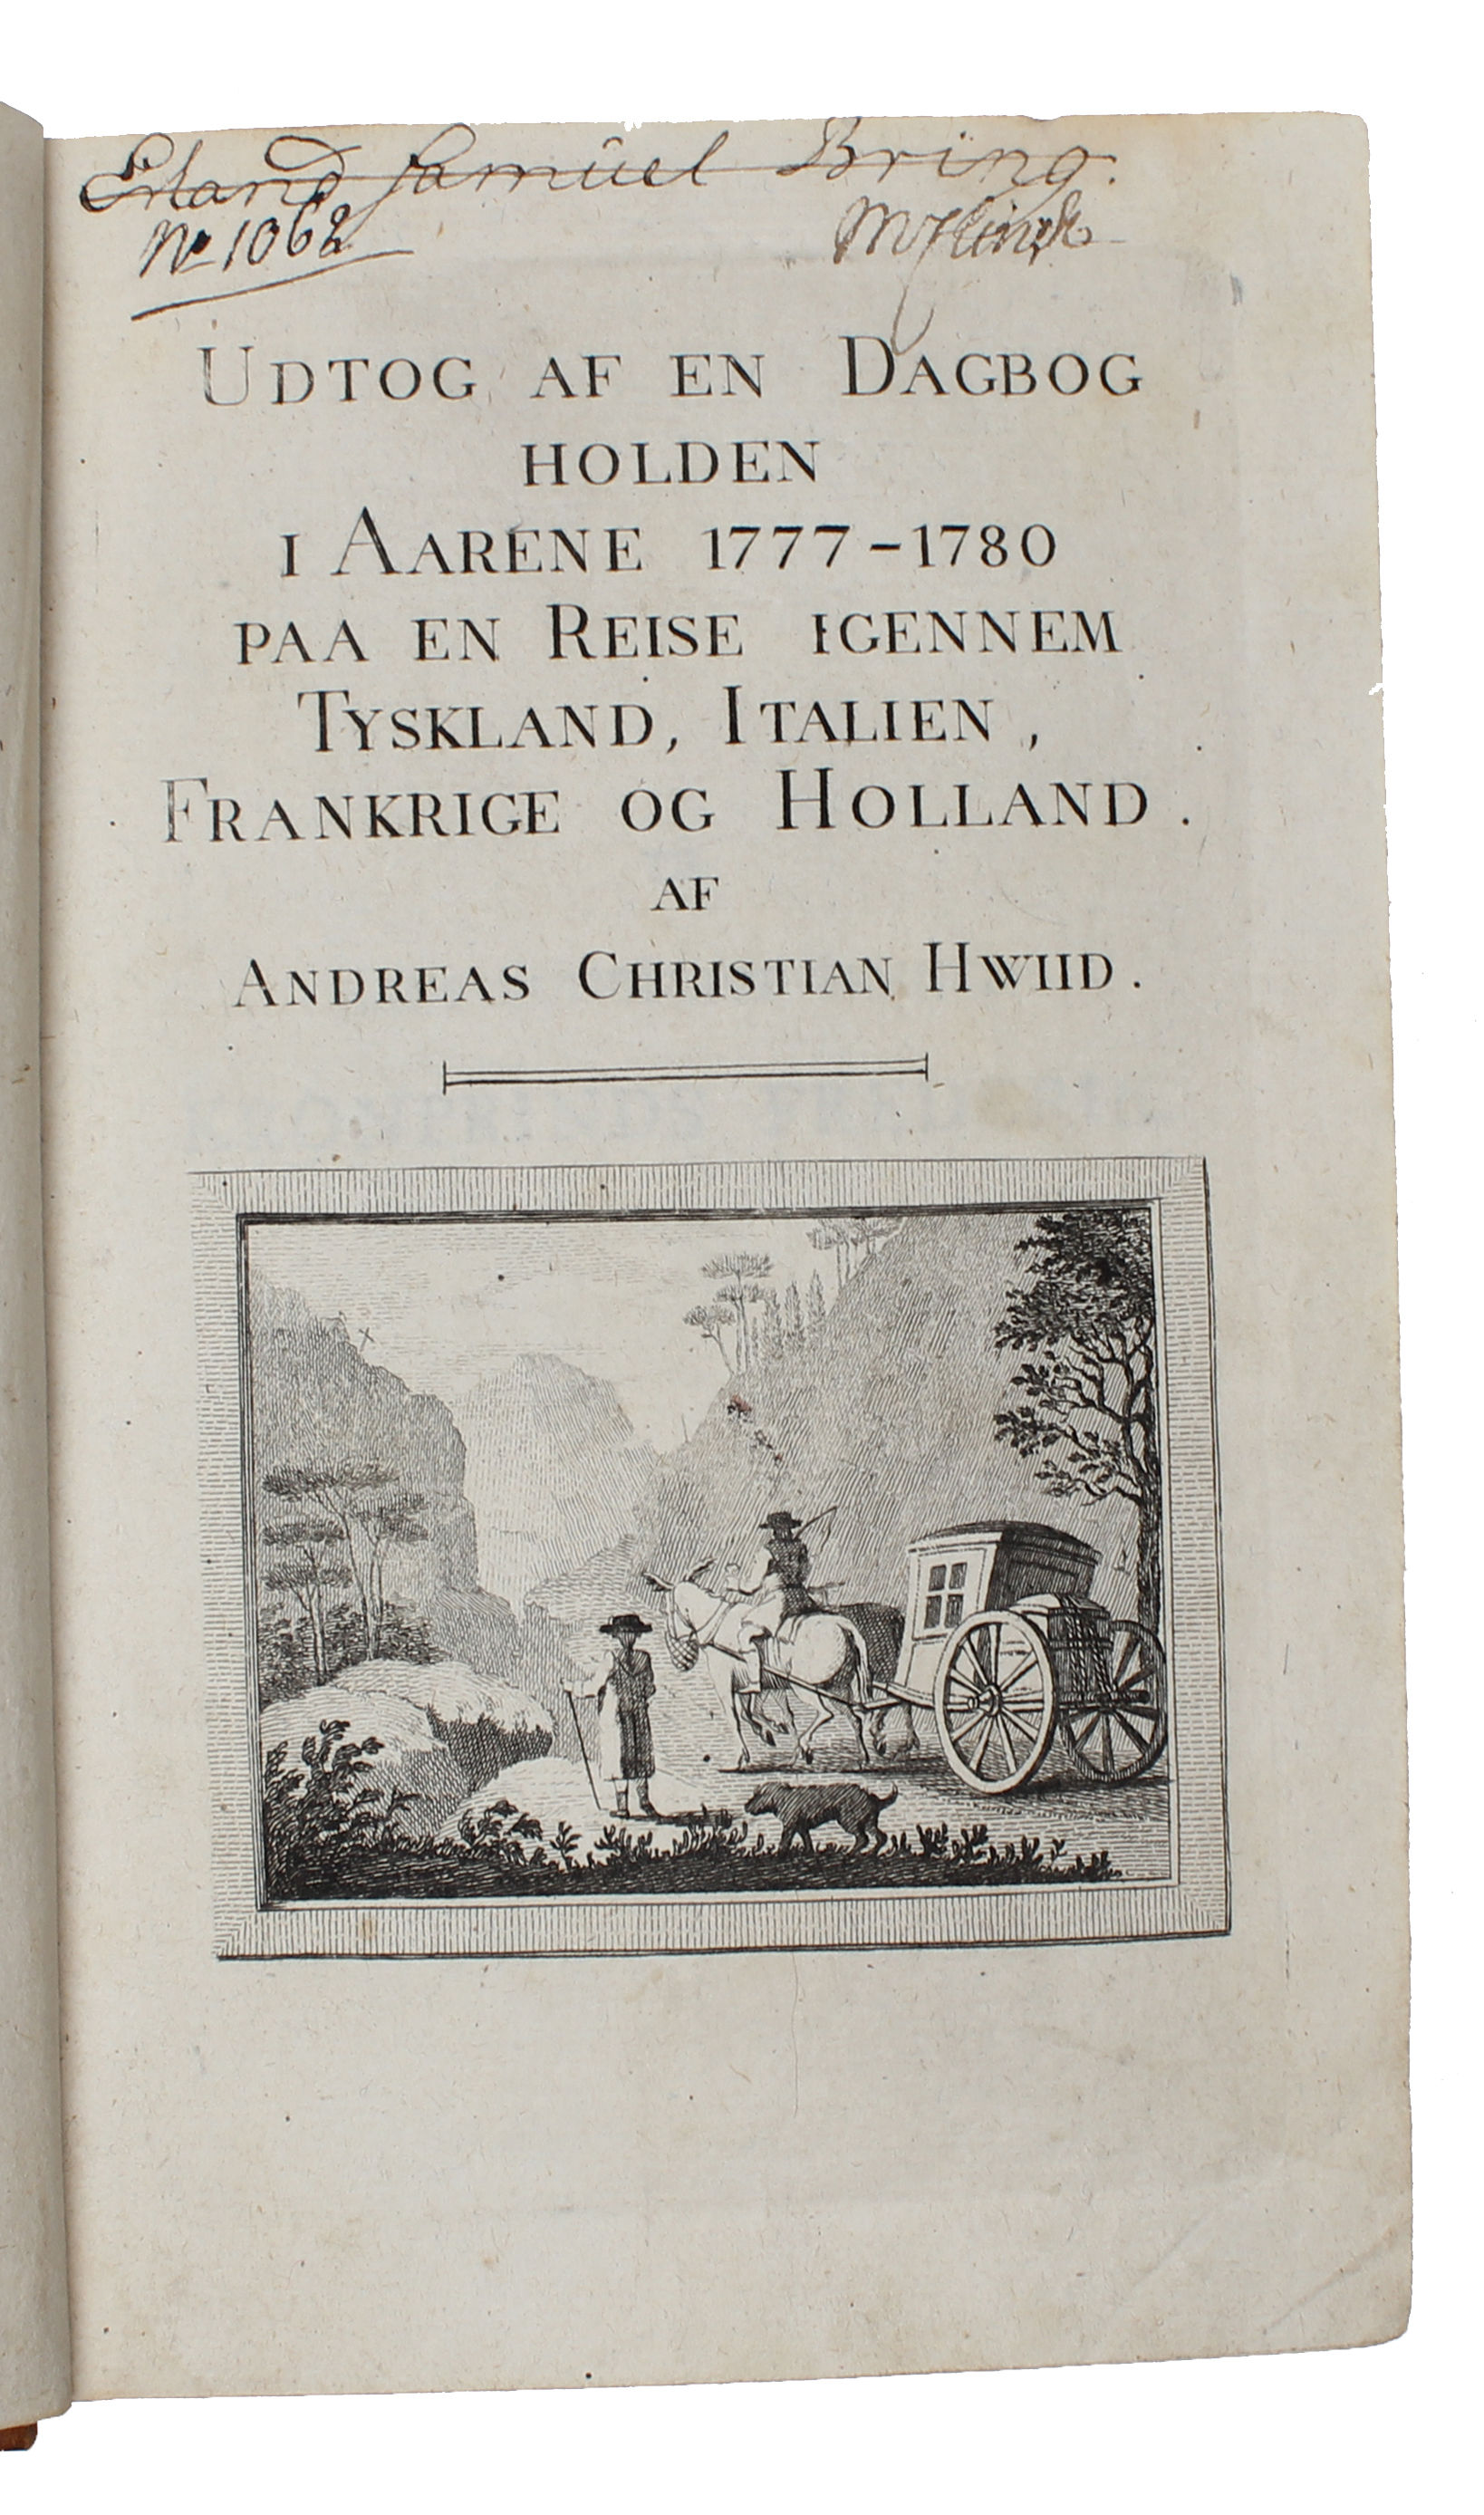 Erland Samuel Bring.
No 1062
UDTOG AF EN DAGBOG
HOLDEN
I AARENE 1777-1780
PAA EN REISE IGENNEM
TYSKLAND, ITALIEN,
FRANKRIGE OG HOLLAND.
AF
ANDREAS CHRISTIAN HWIID.